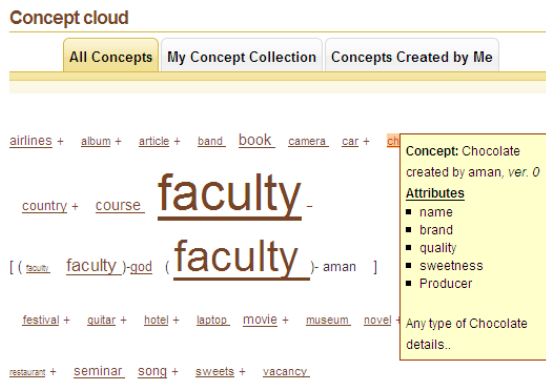 Concept cloud
All Concepts My Concept Collection Concepts Created by Me
airlines + album + article + band book camera car + ch
country + course faculty –
[ ( faculty faculty )-god ( faculty )- aman ]
festival + guitar + hotel + laptop movie + museum novel +
restaurant + seminar song + sweets + vacancy
Concept: Chocolate
created by aman, ver. 0
Attributes
▪ name
▪ brand
▪ quality
▪ sweetness
▪ Producer
Any type of Chocolate
details..